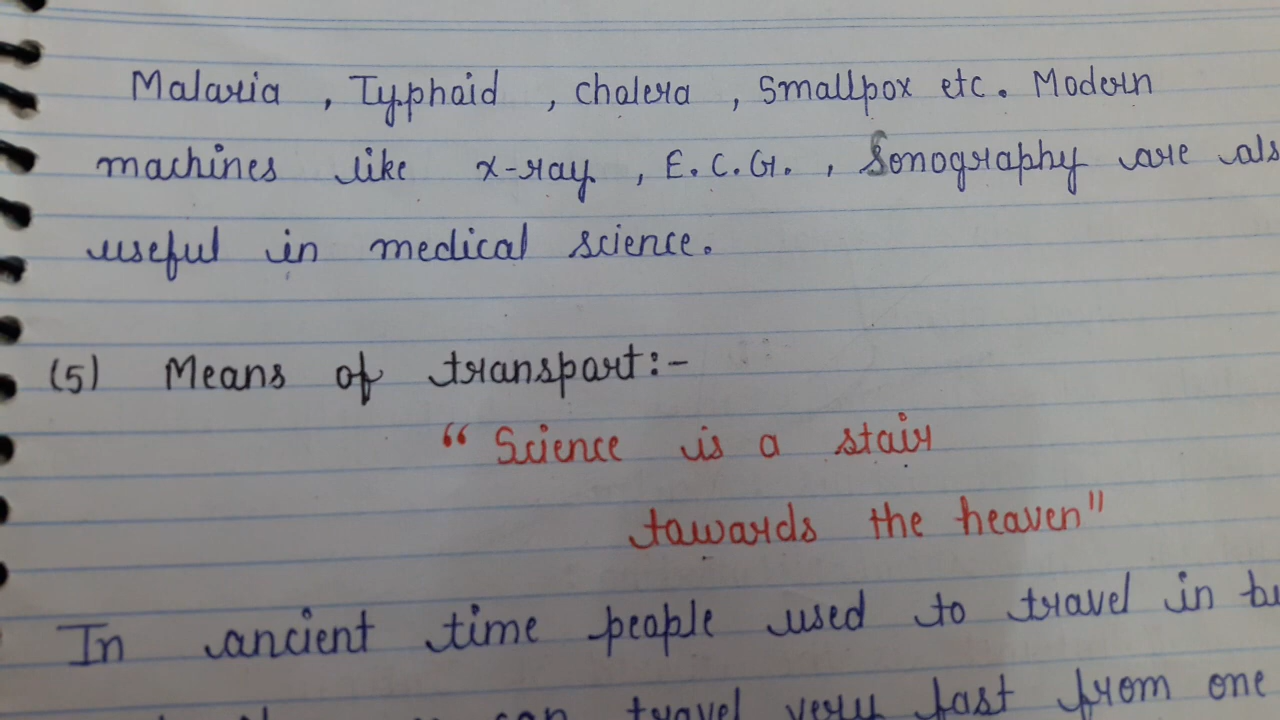 Malaria , Typhoid , cholera , Smallpox etc. Modern
machines like x-ray , E.C.G. , Sonography are als
useful in medical science.
(5) Means of transport:-
“ Science is a stair
towards the heaven"
In ancient time people used to travel in bu
can travel very fast from one